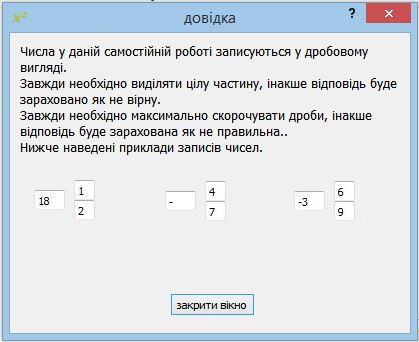 x² довідка ? ×
Числа у даній самостійній роботі записуються у дробовому
вигляді.
Завжди необхідно виділяти цілу частину, інакше відповідь буде
зараховано як не вірну.
Завжди необхідно максимально скорочувати дроби, інакше
відповідь буде зарахована як не правильна..
Нижче наведені приклади записів чисел.
1 4 6
18 - -3
2 7 9
закрити вікно